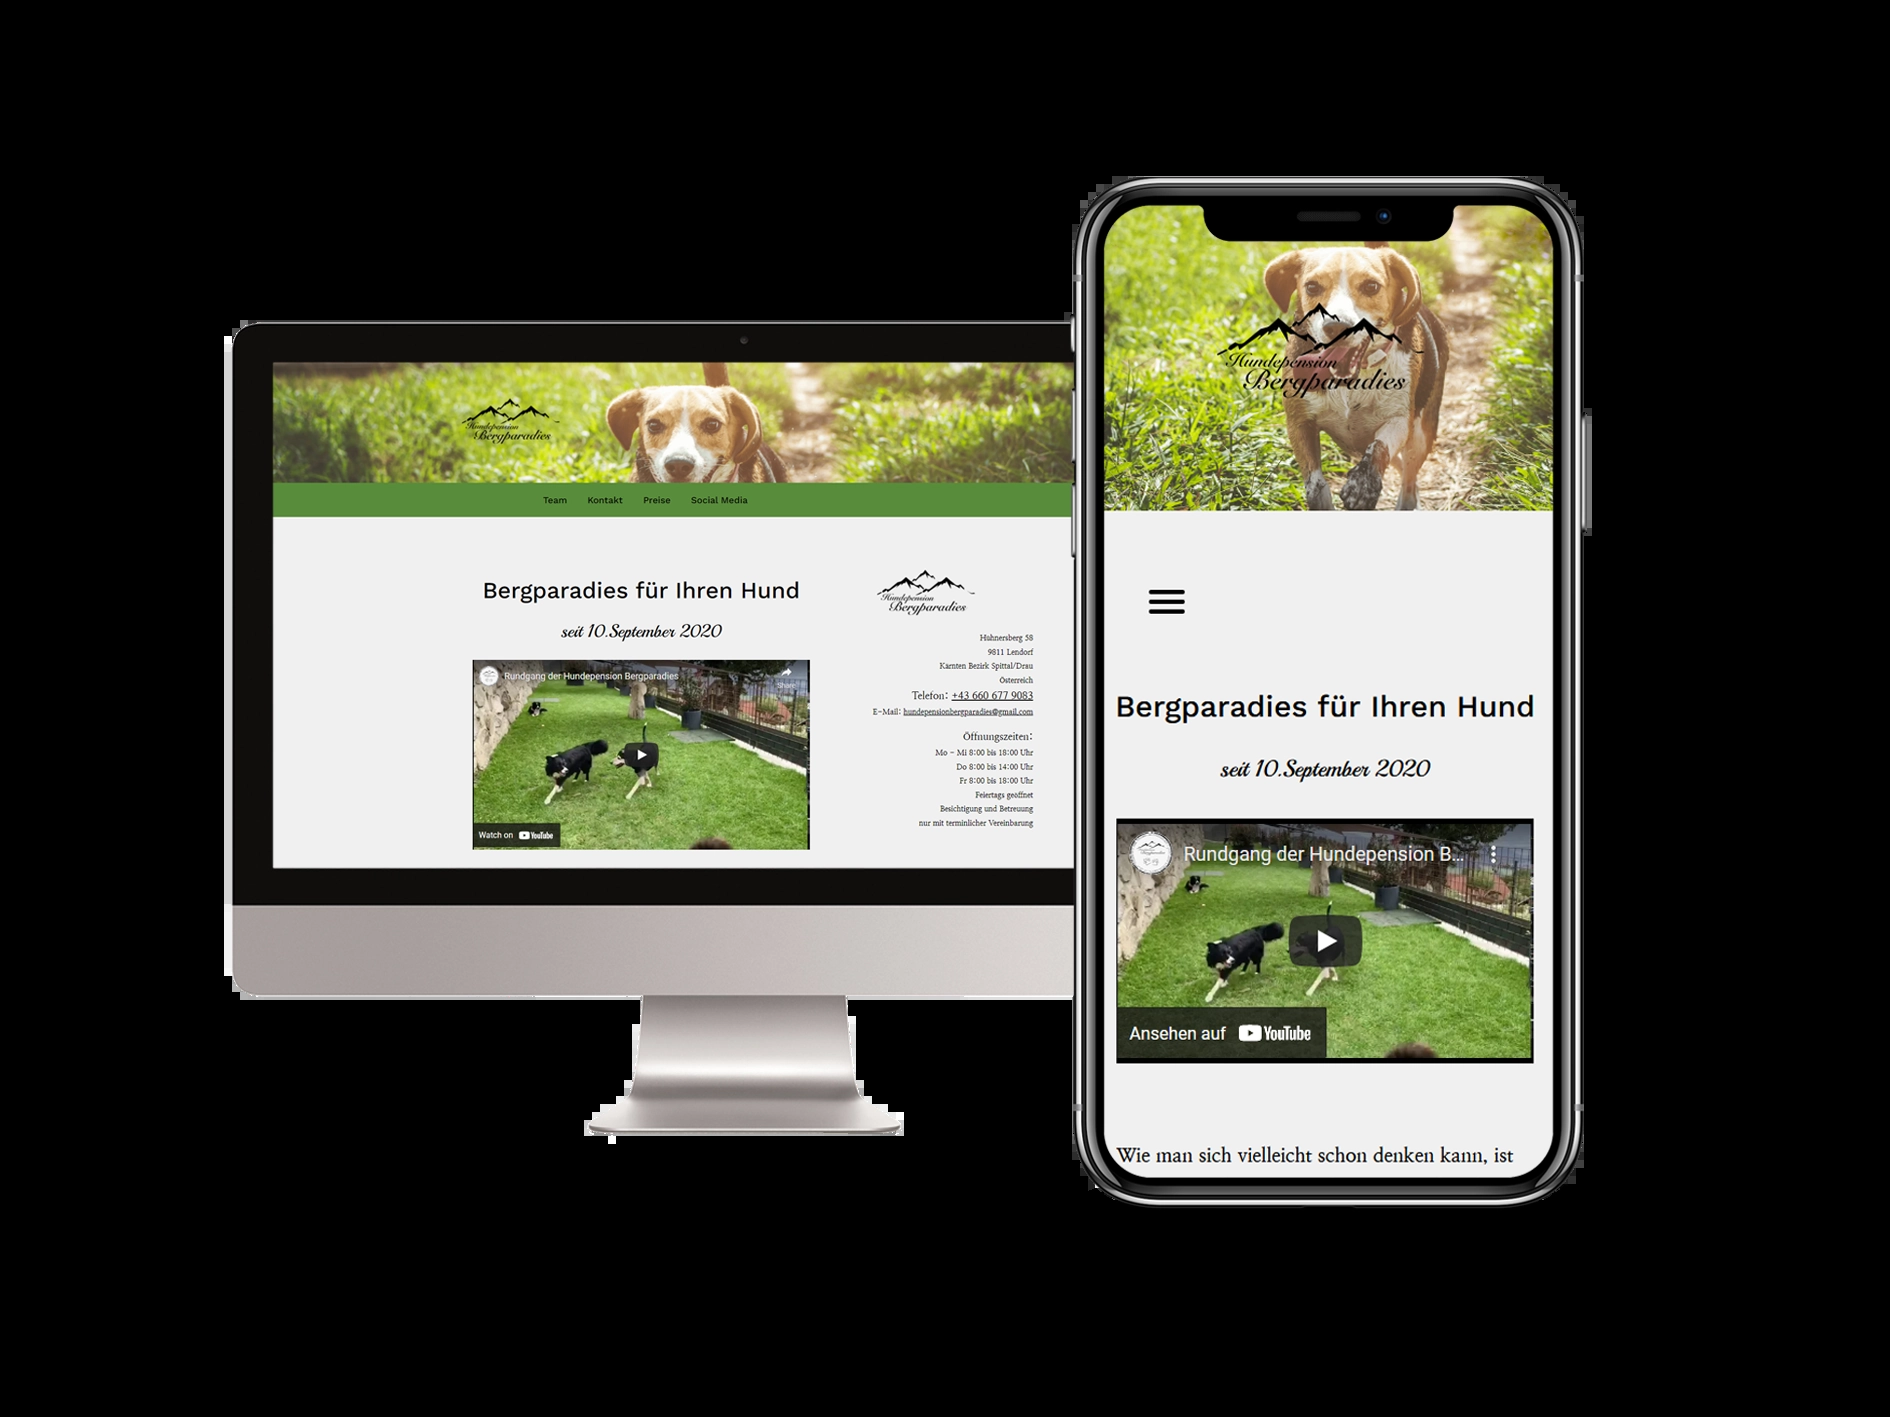 Hundepension
Bergparadies
Team Kontakt Preise Social Media
Bergparadies für Ihren Hund
seit 10.September 2020
Rundgang der Hundepension Bergparadies
Share
Watch on YouTube
Hundepension
Bergparadies
Hühnersberg 58
9811 Lendorf
Kärnten Bezirk Spittal/Drau
Österreich
Telefon: +43 660 677 9083
E-Mail: hundepensionbergparadies@gmail.com
Öffnungszeiten:
Mo - Mi 8:00 bis 18:00 Uhr
Do 8:00 bis 14:00 Uhr
Fr 8:00 bis 18:00 Uhr
Feiertags geöffnet
Besichtigung und Betreuung
nur mit terminlicher Vereinbarung
Hundepension
Bergparadies
Bergparadies für Ihren Hund
seit 10.September 2020
Rundgang der Hundepension B...
Ansehen auf YouTube
Wie man sich vielleicht schon denken kann, ist